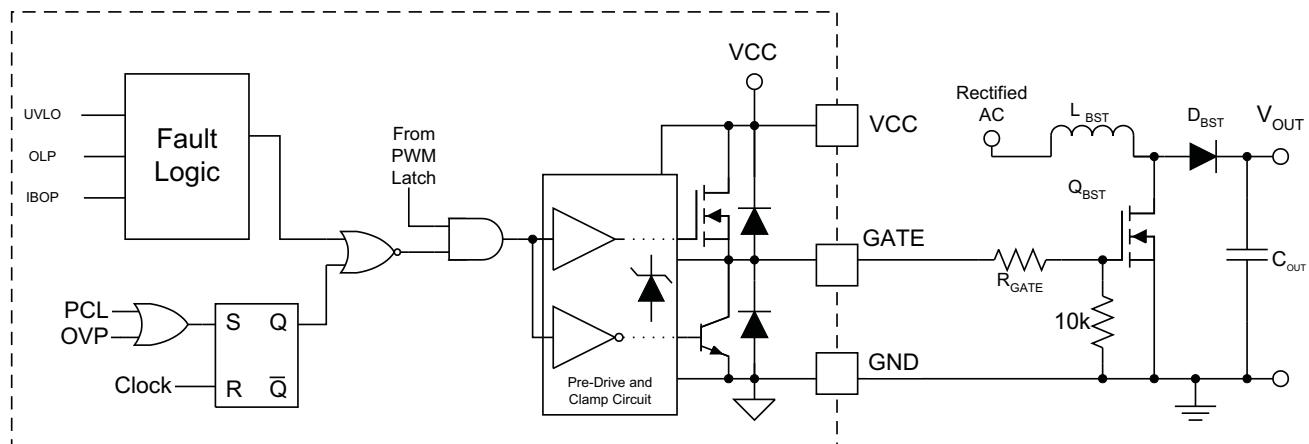 UVLO
OLP
IBOP
Fault
Logic
PCL
OVP
Clock
S
Q
R
Q̅
From
PWM
Latch
Pre-Drive and
Clamp Circuit
VCC
VCC
GATE
GND
Rectified
AC
L BST
D BST
V OUT
Q BST
R GATE
10k
C OUT